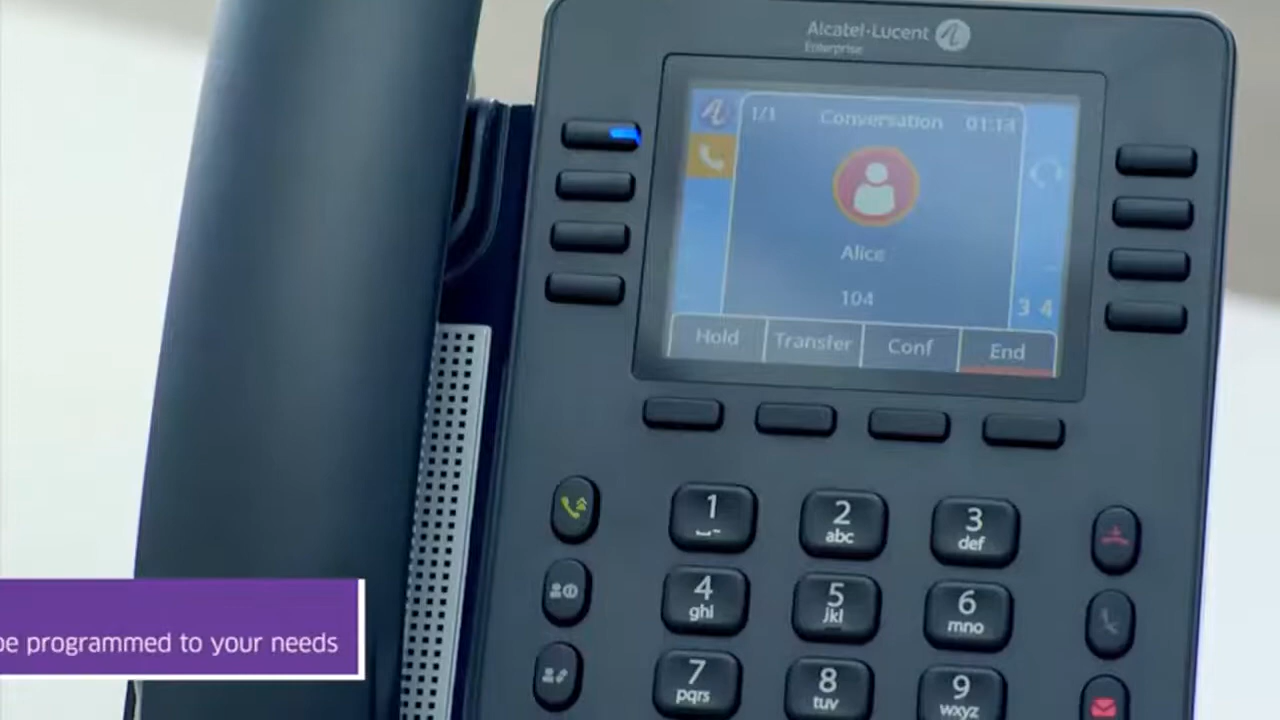 Alcatel-Lucent
Enterprise
1/1 Conversation 01:13
Alice
104
3 4
Hold Transfer Conf End
1
2 abc
3 def
4 ghi
5 jkl
6 mno
7 pqrs
8 tuv
9 wxyz
be programmed to your needs